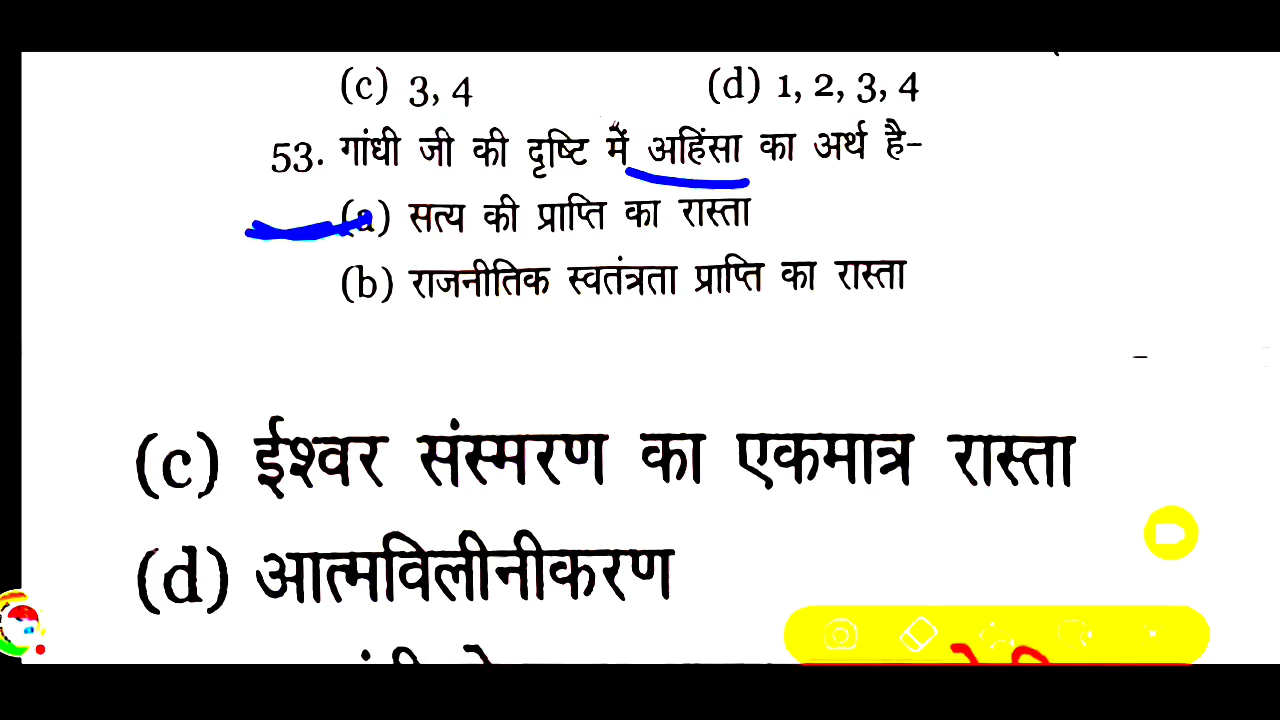 (c) 3, 4 (d) 1, 2, 3, 4
53. गांधी जी की दृष्टि में अहिंसा का अर्थ है-
(a) सत्य की प्राप्ति का रास्ता
(b) राजनीतिक स्वतंत्रता प्राप्ति का रास्ता
(c) ईश्वर संस्मरण का एकमात्र रास्ता
(d) आत्मविलीनीकरण